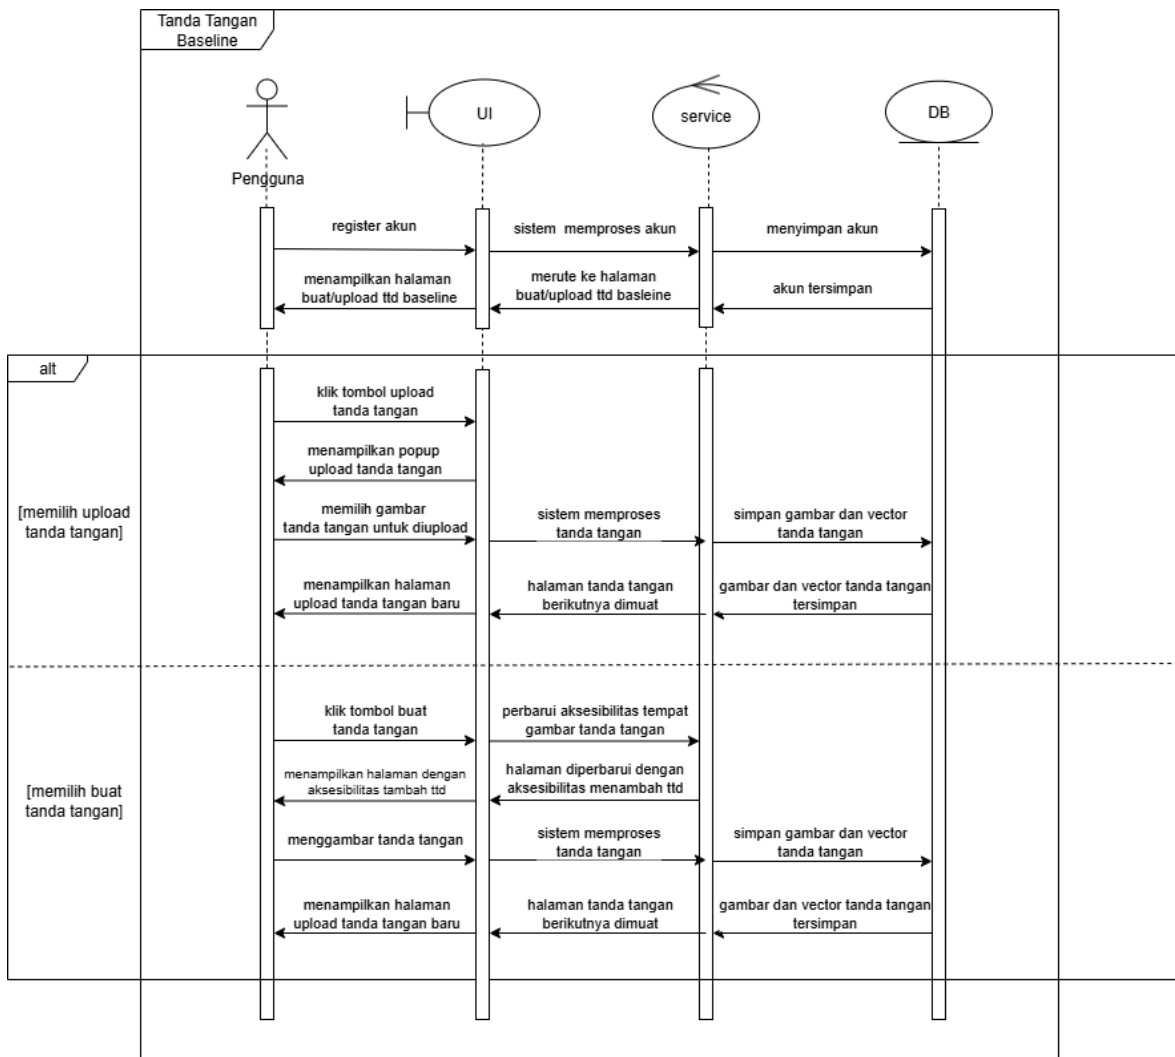 Tanda Tangan
Baseline
UI
service
DB
Pengguna
register akun
sistem memproses akun
menyimpan akun
menampilkan halaman
buat/upload ttd baseline
merute ke halaman
buat/upload ttd basleine
akun tersimpan
alt
[memilih upload
tanda tangan]
klik tombol upload
tanda tangan
menampilkan popup
upload tanda tangan
memilih gambar
tanda tangan untuk diupload
sistem memproses
tanda tangan
simpan gambar dan vector
tanda tangan
menampilkan halaman
upload tanda tangan baru
halaman tanda tangan
berikutnya dimuat
gambar dan vector tanda tangan
tersimpan
[memilih buat
tanda tangan]
klik tombol buat
tanda tangan
perbarui aksesibilitas tempat
gambar tanda tangan
menampilkan halaman dengan
aksesibilitas tambah ttd
halaman diperbarui dengan
aksesibilitas menambah ttd
menggambar tanda tangan
sistem memproses
tanda tangan
simpan gambar dan vector
tanda tangan
menampilkan halaman
upload tanda tangan baru
halaman tanda tangan
berikutnya dimuat
gambar dan vector tanda tangan
tersimpan